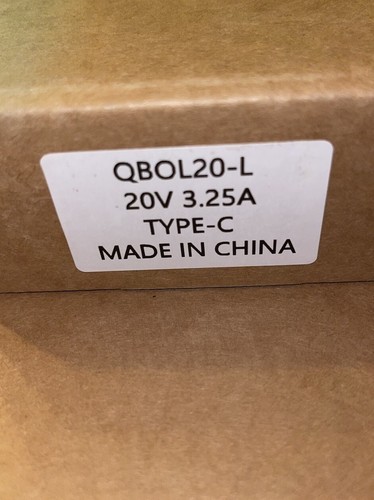 QBOL20-L
20V 3.25A
TYPE-C
MADE IN CHINA